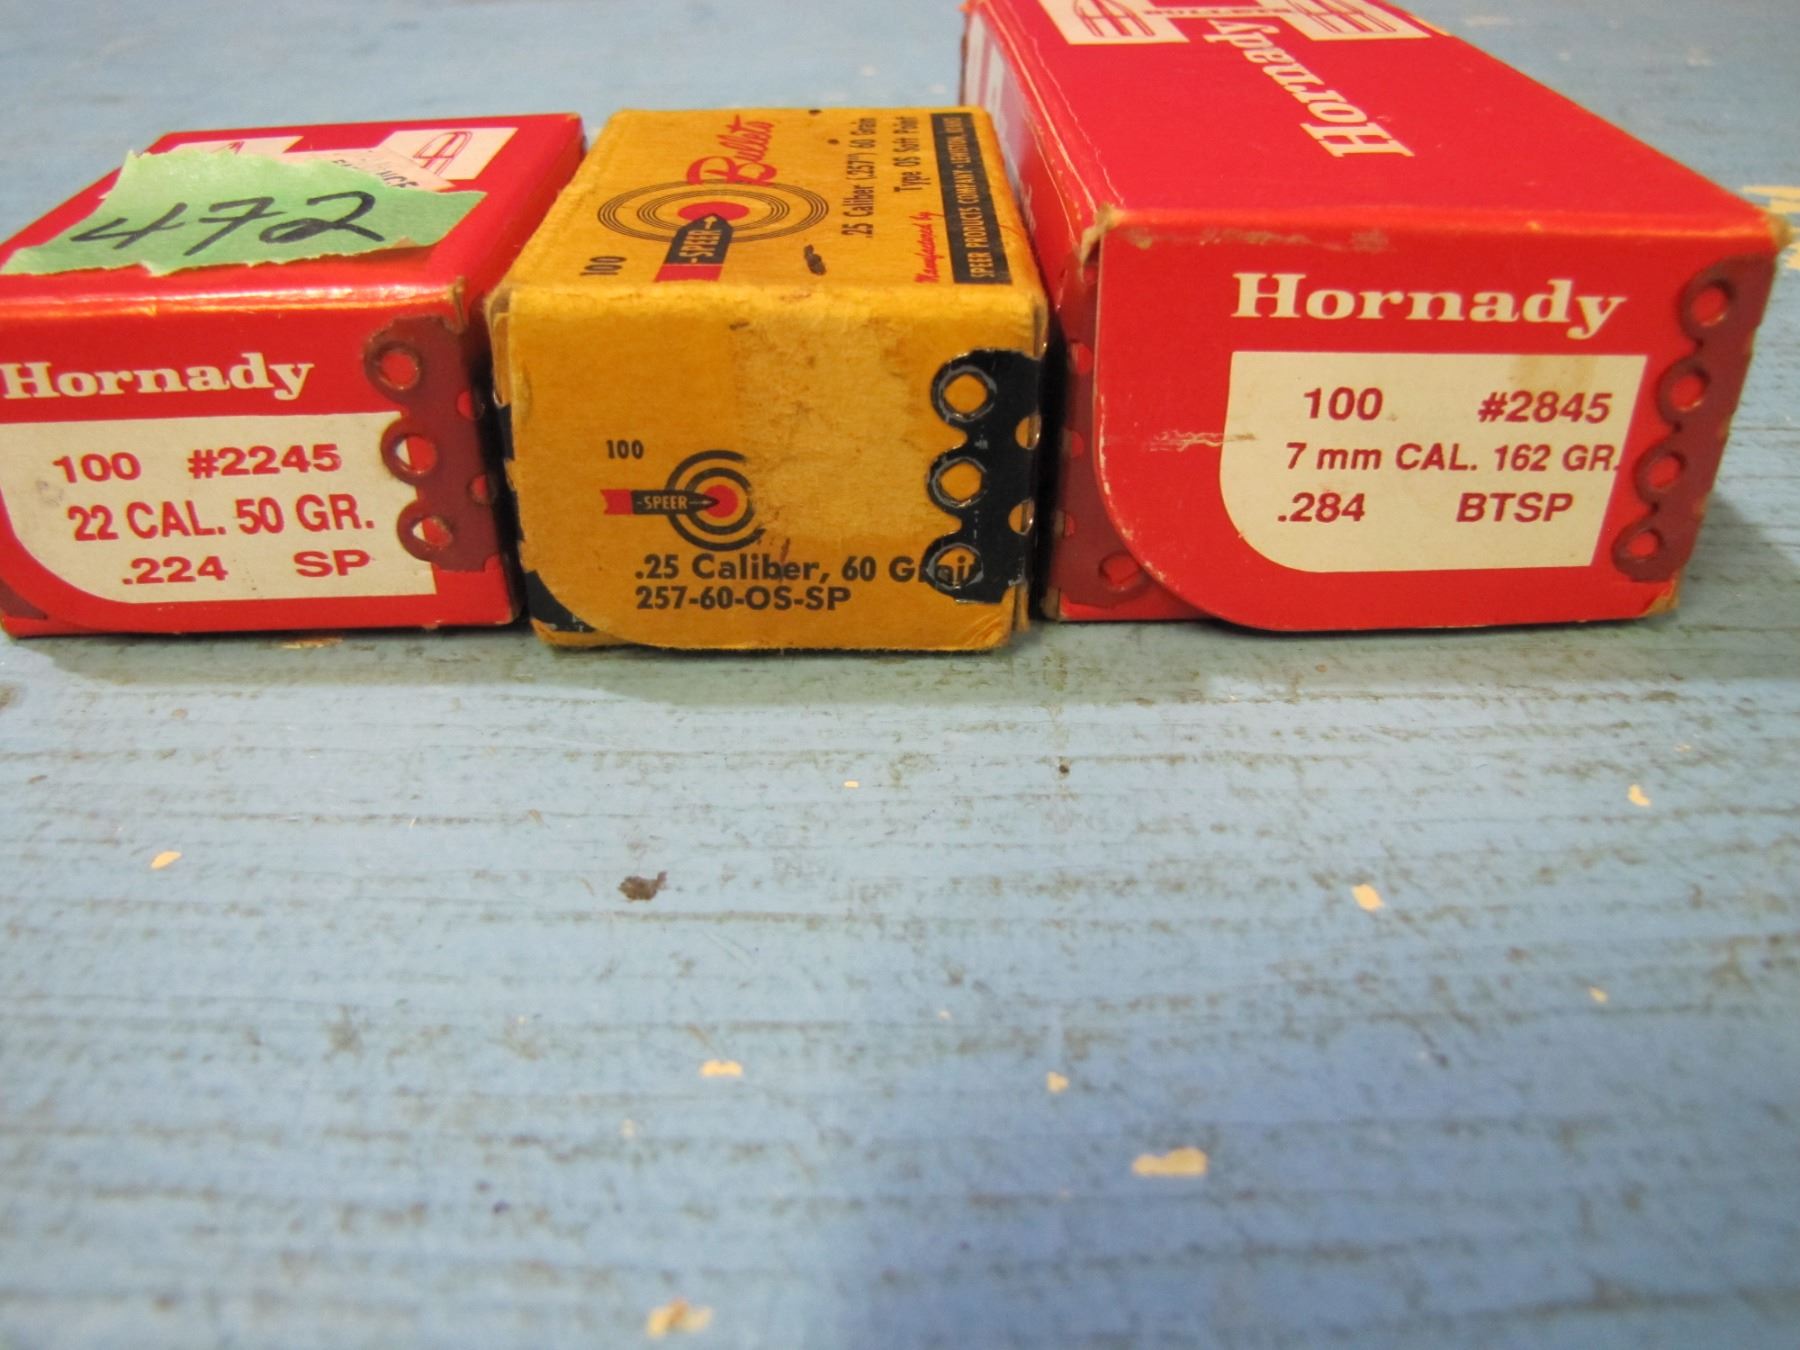 472
Hornady
100 #2245
22 CAL. 50 GR.
.224 SP
Bullets
100
-SPEER-
.25 Caliber (.257") 60 Grain
Type OS Soft Point
Manufactured by
SPEER PRODUCTS COMPANY · LEWISTON, IDAHO
100
-SPEER-
.25 Caliber, 60 Grain
257-60-OS-SP
Hornady
Hornady
100 #2845
7 mm CAL. 162 GR.
.284 BTSP